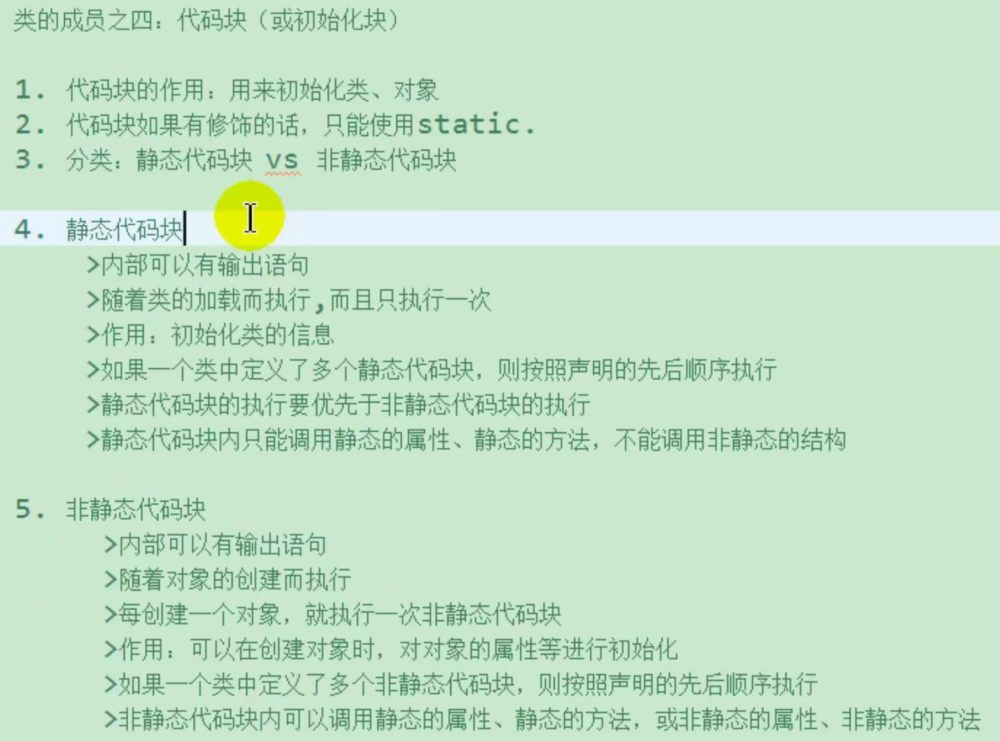 类的成员之四：代码块（或初始化块）
1. 代码块的作用：用来初始化类、对象
2. 代码块如果有修饰的话，只能使用static.
3. 分类：静态代码块 vs 非静态代码块
4. 静态代码块
>内部可以有输出语句
>随着类的加载而执行,而且只执行一次
>作用：初始化类的信息
>如果一个类中定义了多个静态代码块，则按照声明的先后顺序执行
>静态代码块的执行要优先于非静态代码块的执行
>静态代码块内只能调用静态的属性、静态的方法，不能调用非静态的结构
5. 非静态代码块
>内部可以有输出语句
>随着对象的创建而执行
>每创建一个对象，就执行一次非静态代码块
>作用：可以在创建对象时，对对象的属性等进行初始化
>如果一个类中定义了多个非静态代码块，则按照声明的先后顺序执行
>非静态代码块内可以调用静态的属性、静态的方法，或非静态的属性、非静态的方法